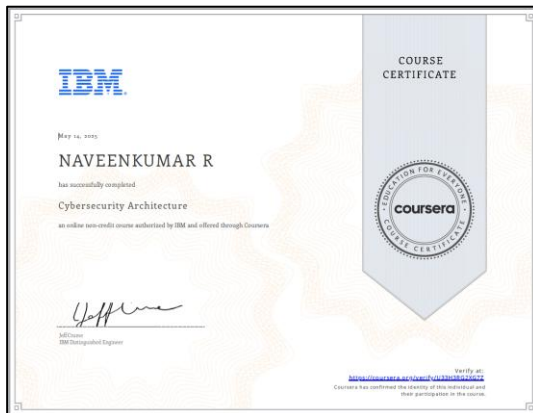 IBM
May 14, 2025
NAVEENKUMAR R
has successfully completed
Cybersecurity Architecture
an online non-credit course authorized by IBM and offered through Coursera
Jeff Crume
IBM Distinguished Engineer
COURSE
CERTIFICATE
EDUCATION FOR EVERYONE
coursera
COURSE CERTIFICATE
Verify at:
Coursera has confirmed the identity of this individual and
their participation in the course.